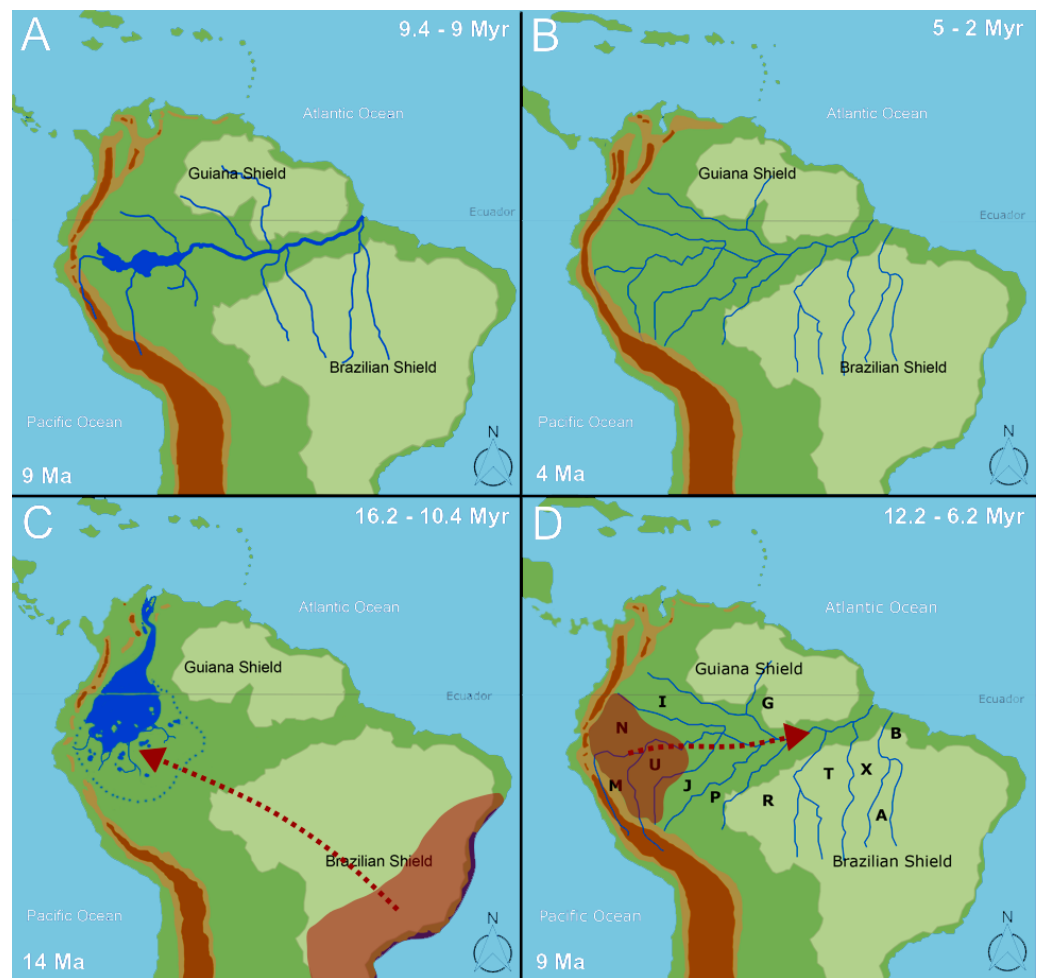 A
9.4 - 9 Myr
Atlantic Ocean
Guiana Shield
Ecuador
Brazilian Shield
Pacific Ocean
N
9 Ma
B
5 - 2 Myr
Atlantic Ocean
Guiana Shield
Ecuador
Brazilian Shield
Pacific Ocean
N
4 Ma
C
16.2 - 10.4 Myr
Atlantic Ocean
Guiana Shield
Ecuador
Brazilian Shield
Pacific Ocean
N
14 Ma
D
12.2 - 6.2 Myr
Atlantic Ocean
Guiana Shield
I
G
Ecuador
N
B
U
T
X
M
J
P
R
A
Brazilian Shield
Pacific Ocean
N
9 Ma